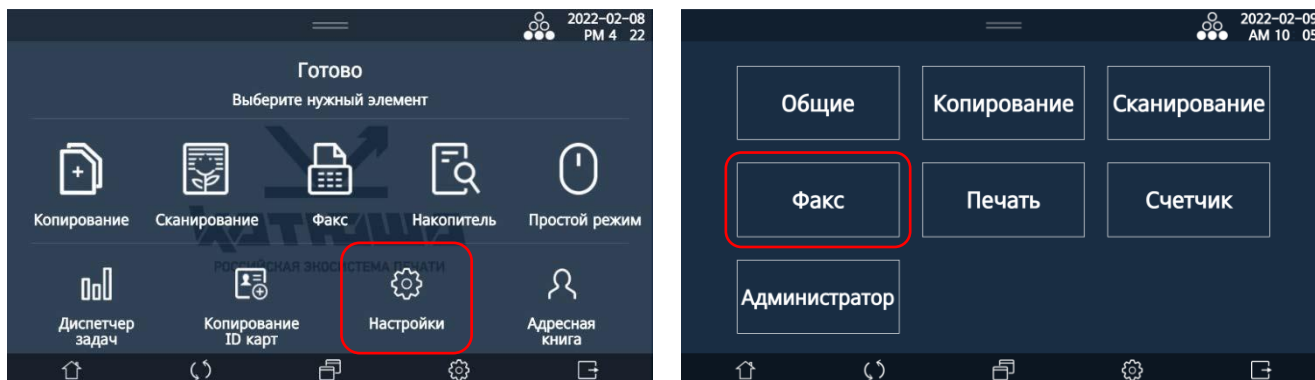 2022-02-08
PM 4 22
Готово
Выберите нужный элемент
Копирование Сканирование Факс Накопитель Простой режим
КАТЮША
РОССИЙСКАЯ ЭКОСИСТЕМА ПЕЧАТИ
Диспетчер задач
Копирование ID карт
Настройки
Адресная книга
2022-02-09
AM 10 05
Общие Копирование Сканирование
Факс Печать Счетчик
Администратор